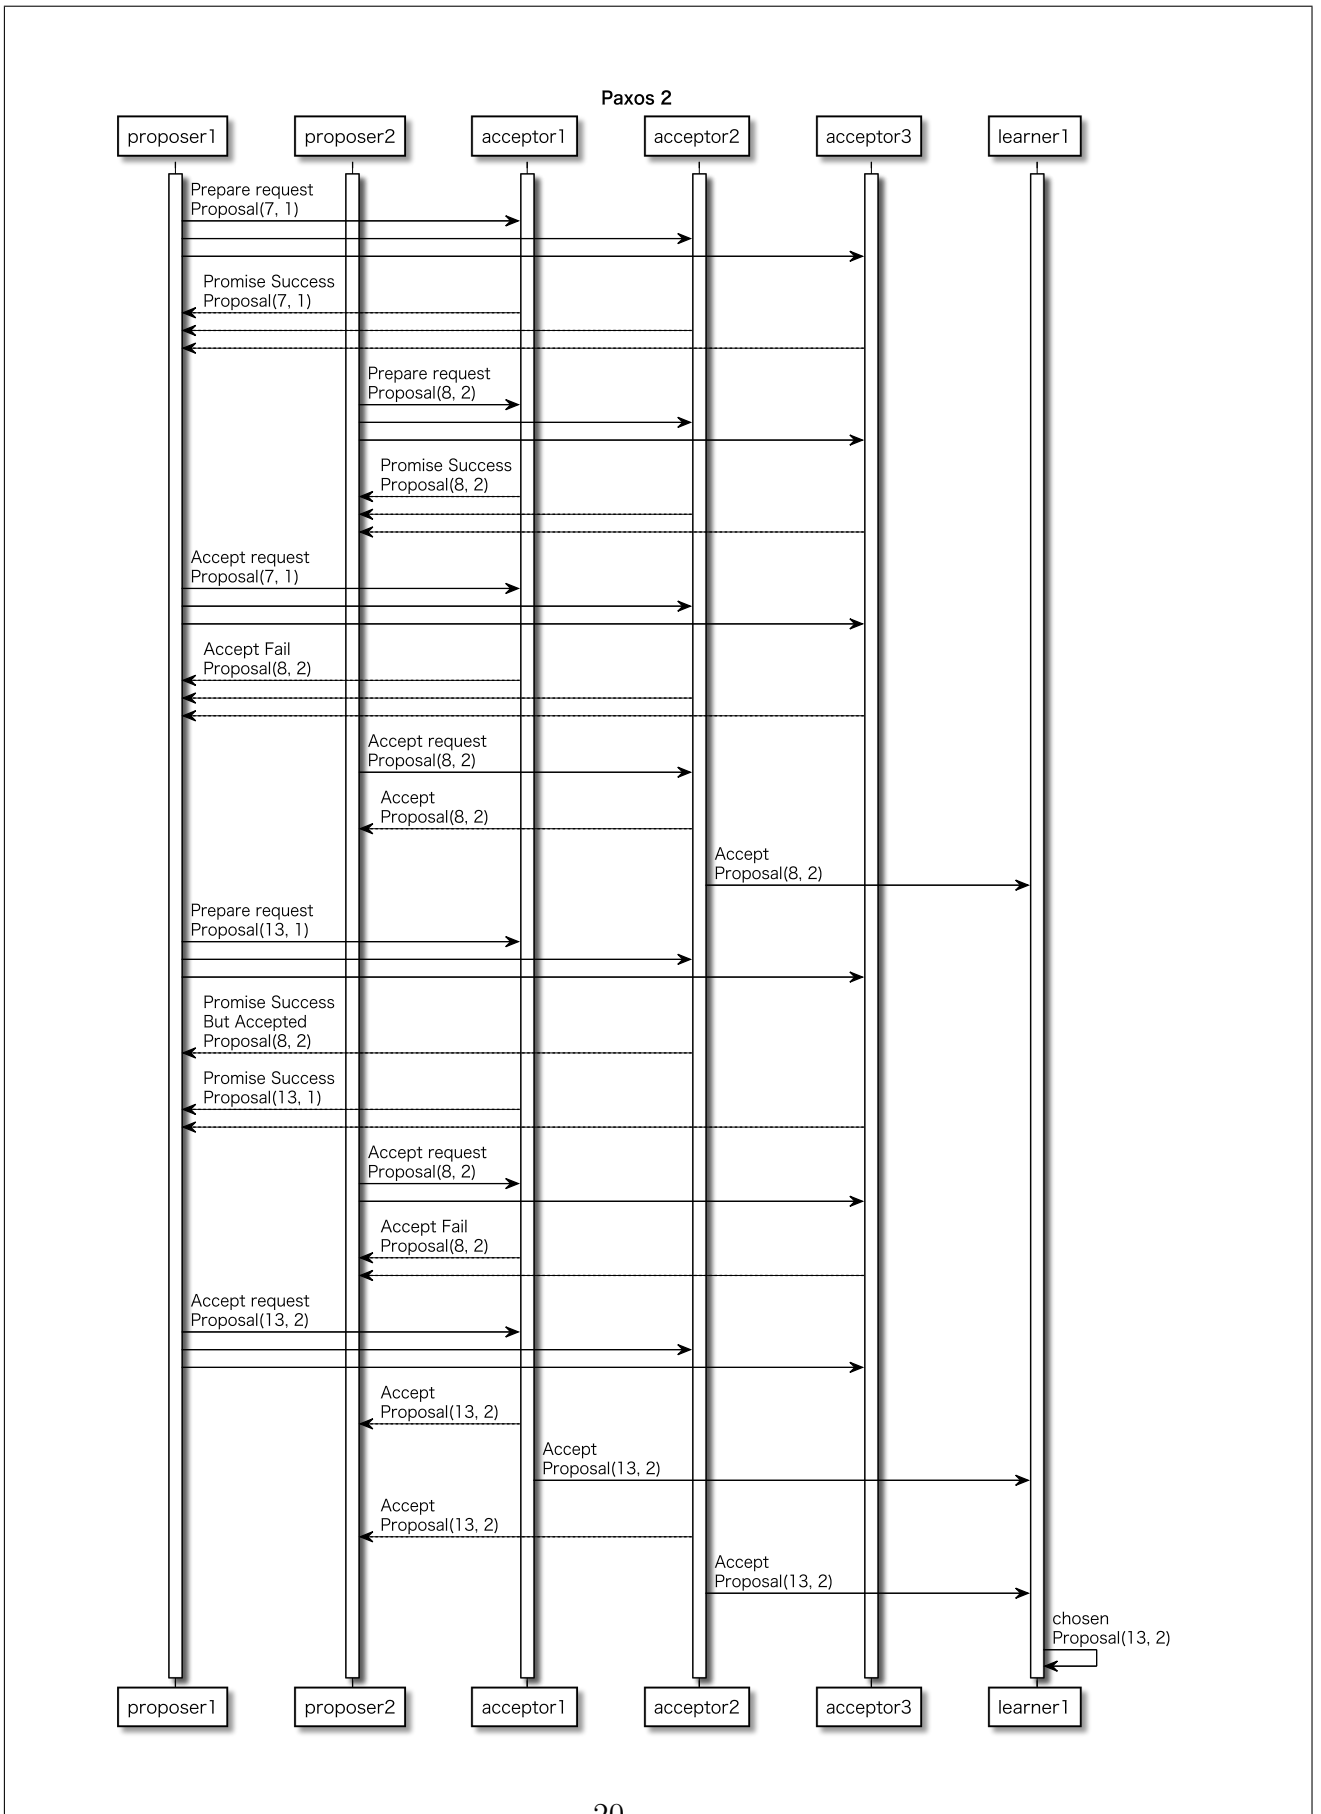 Paxos 2
proposer1 proposer2 acceptor1 acceptor2 acceptor3 learner1
Prepare request
Proposal(7, 1)
Promise Success
Proposal(7, 1)
Prepare request
Proposal(8, 2)
Promise Success
Proposal(8, 2)
Accept request
Proposal(7, 1)
Accept Fail
Proposal(8, 2)
Accept request
Proposal(8, 2)
Accept
Proposal(8, 2)
Accept
Proposal(8, 2)
Prepare request
Proposal(13, 1)
Promise Success
But Accepted
Proposal(8, 2)
Promise Success
Proposal(13, 1)
Accept request
Proposal(8, 2)
Accept Fail
Proposal(8, 2)
Accept request
Proposal(13, 2)
Accept
Proposal(13, 2)
Accept
Proposal(13, 2)
Accept
Proposal(13, 2)
Accept
Proposal(13, 2)
chosen
Proposal(13, 2)
proposer1 proposer2 acceptor1 acceptor2 acceptor3 learner1